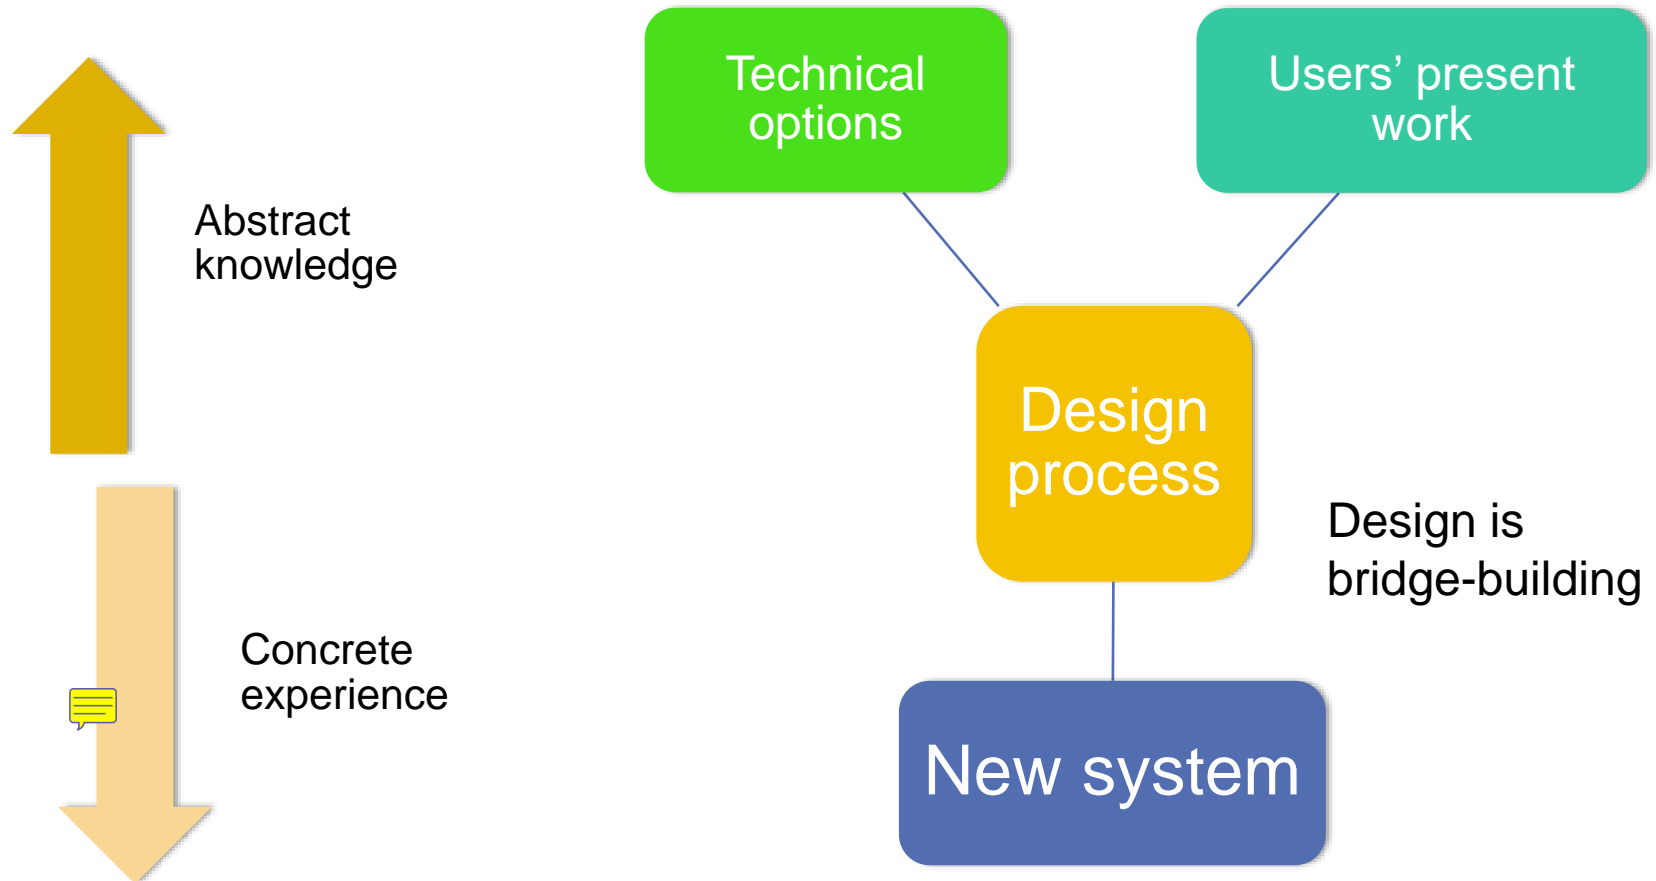 Technical
options
Users’ present
work
Abstract
knowledge
Design
process
Design is
bridge-building
Concrete
experience
New system